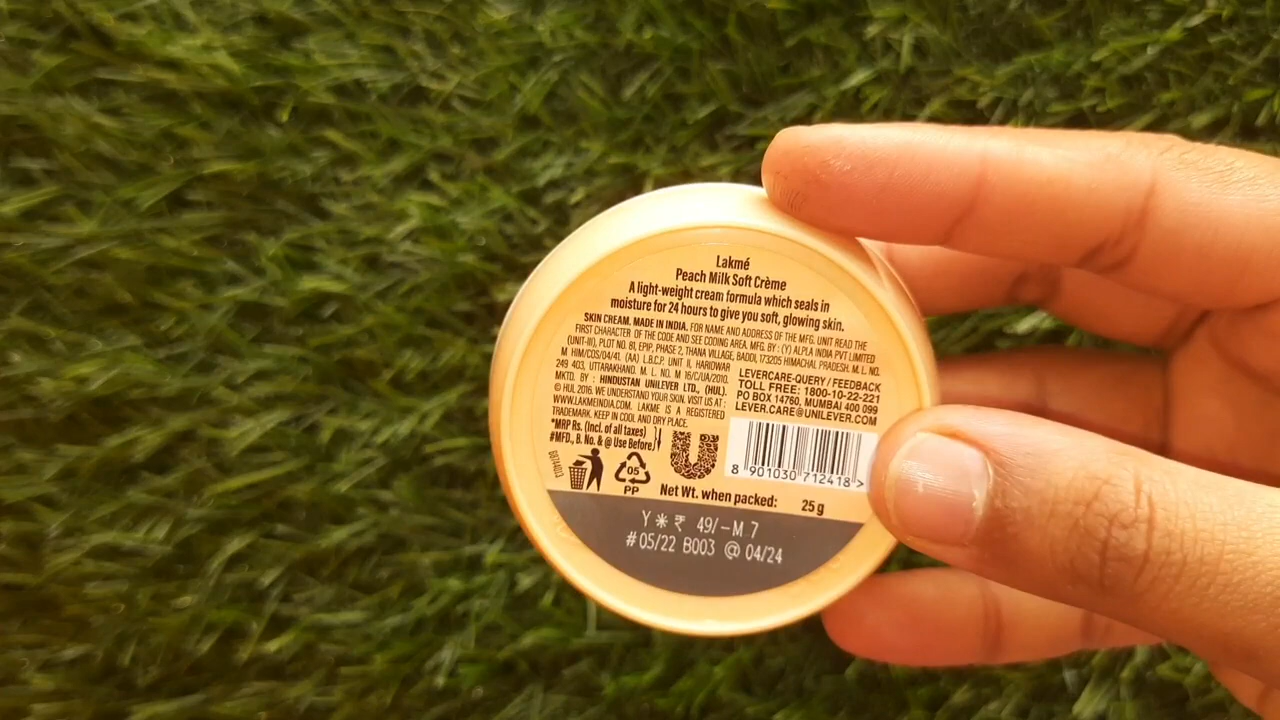 Lakmé
Peach Milk Soft Crème
A light-weight cream formula which seals in
moisture for 24 hours to give you soft, glowing skin.
SKIN CREAM. MADE IN INDIA. FOR NAME AND ADDRESS OF THE MFG. UNIT READ THE
FIRST CHARACTER OF THE CODE AND SEE CODING AREA. MFG. BY : (Y) ALPLA INDIA PVT LIMITED
(UNIT-III), PLOT NO. 81, EPIP, PHASE 2, THANA VILLAGE, BADDI, 173205 HIMACHAL PRADESH. M. L. NO.
M HIM/COS/04/41. (AA) L.B.C.P. UNIT II, HARIDWAR
249 403, UTTARAKHAND. M. L. NO. M 16/C/UA/2010.
MKTD. BY : HINDUSTAN UNILEVER LTD., (HUL).
© HUL 2016. WE UNDERSTAND YOUR SKIN. VISIT US AT :
WWW.LAKMEINDIA.COM. LAKME IS A REGISTERED
TRADEMARK. KEEP IN COOL AND DRY PLACE.
*MRP Rs. (Incl. of all taxes)
#MFD., B. No. & @ Use Before
LEVERCARE-QUERY / FEEDBACK
TOLL FREE: 1800-10-22-221
PO BOX 14760, MUMBAI 400 099
LEVER.CARE@UNILEVER.COM
8 901030 712418 >
05
PP
Net Wt. when packed: 25 g
Y * ₹ 49/-M 7
# 05/22 B003 @ 04/24